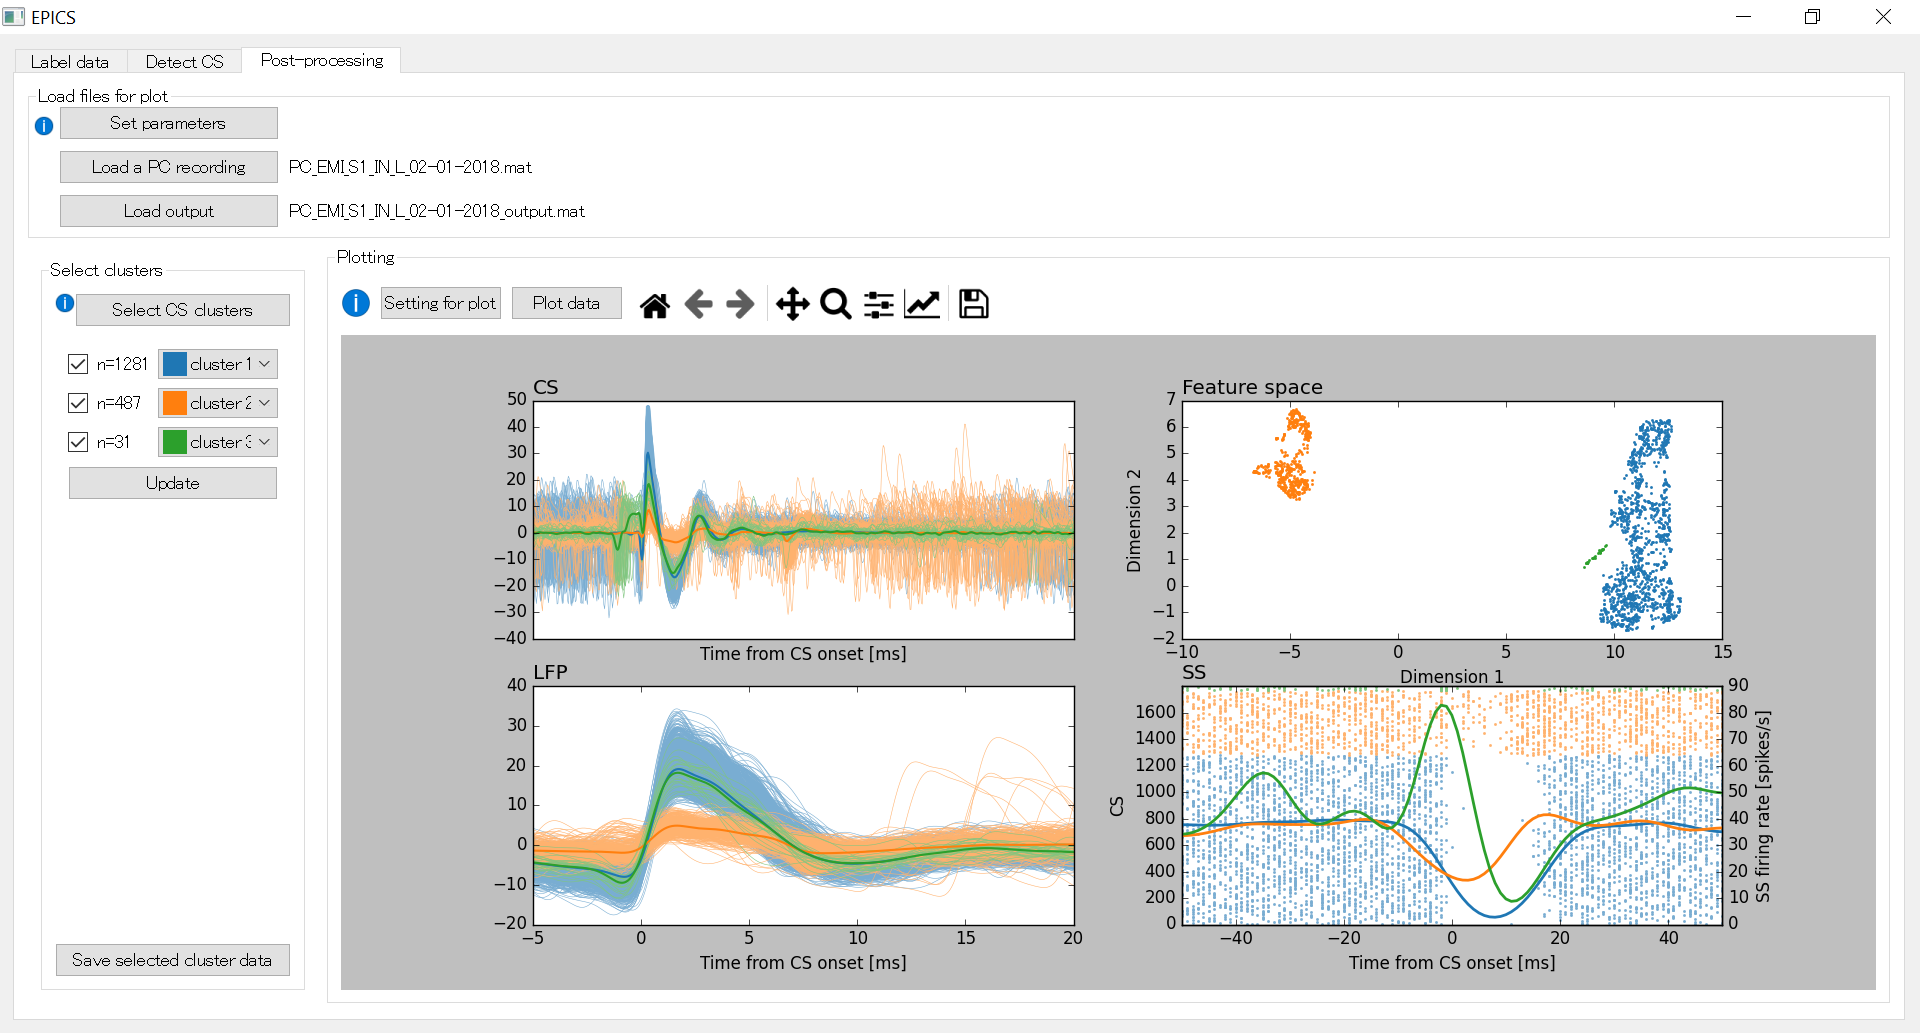 EPICS
Label data
Detect CS
Post-processing
Load files for plot
Set parameters
Load a PC recording
PC_EMI_S1_IN_L_02-01-2018.mat
Load output
PC_EMI_S1_IN_L_02-01-2018_output.mat
Select clusters
Select CS clusters
n=1281
cluster 1
n=487
cluster 2
n=31
cluster 3
Update
Save selected cluster data
Plotting
Setting for plot
Plot data
CS
50
40
30
20
10
0
−10
−20
−30
−40
Time from CS onset [ms]
Feature space
7
6
5
4
3
2
1
0
−1
−2
Dimension 2
−10
−5
0
5
10
15
Dimension 1
LFP
40
30
20
10
0
−10
−20
−5
0
5
10
15
20
Time from CS onset [ms]
SS
1600
1400
1200
1000
800
600
400
200
0
CS
90
80
70
60
50
40
30
20
10
0
SS firing rate [spikes/s]
−40
−20
0
20
40
Time from CS onset [ms]